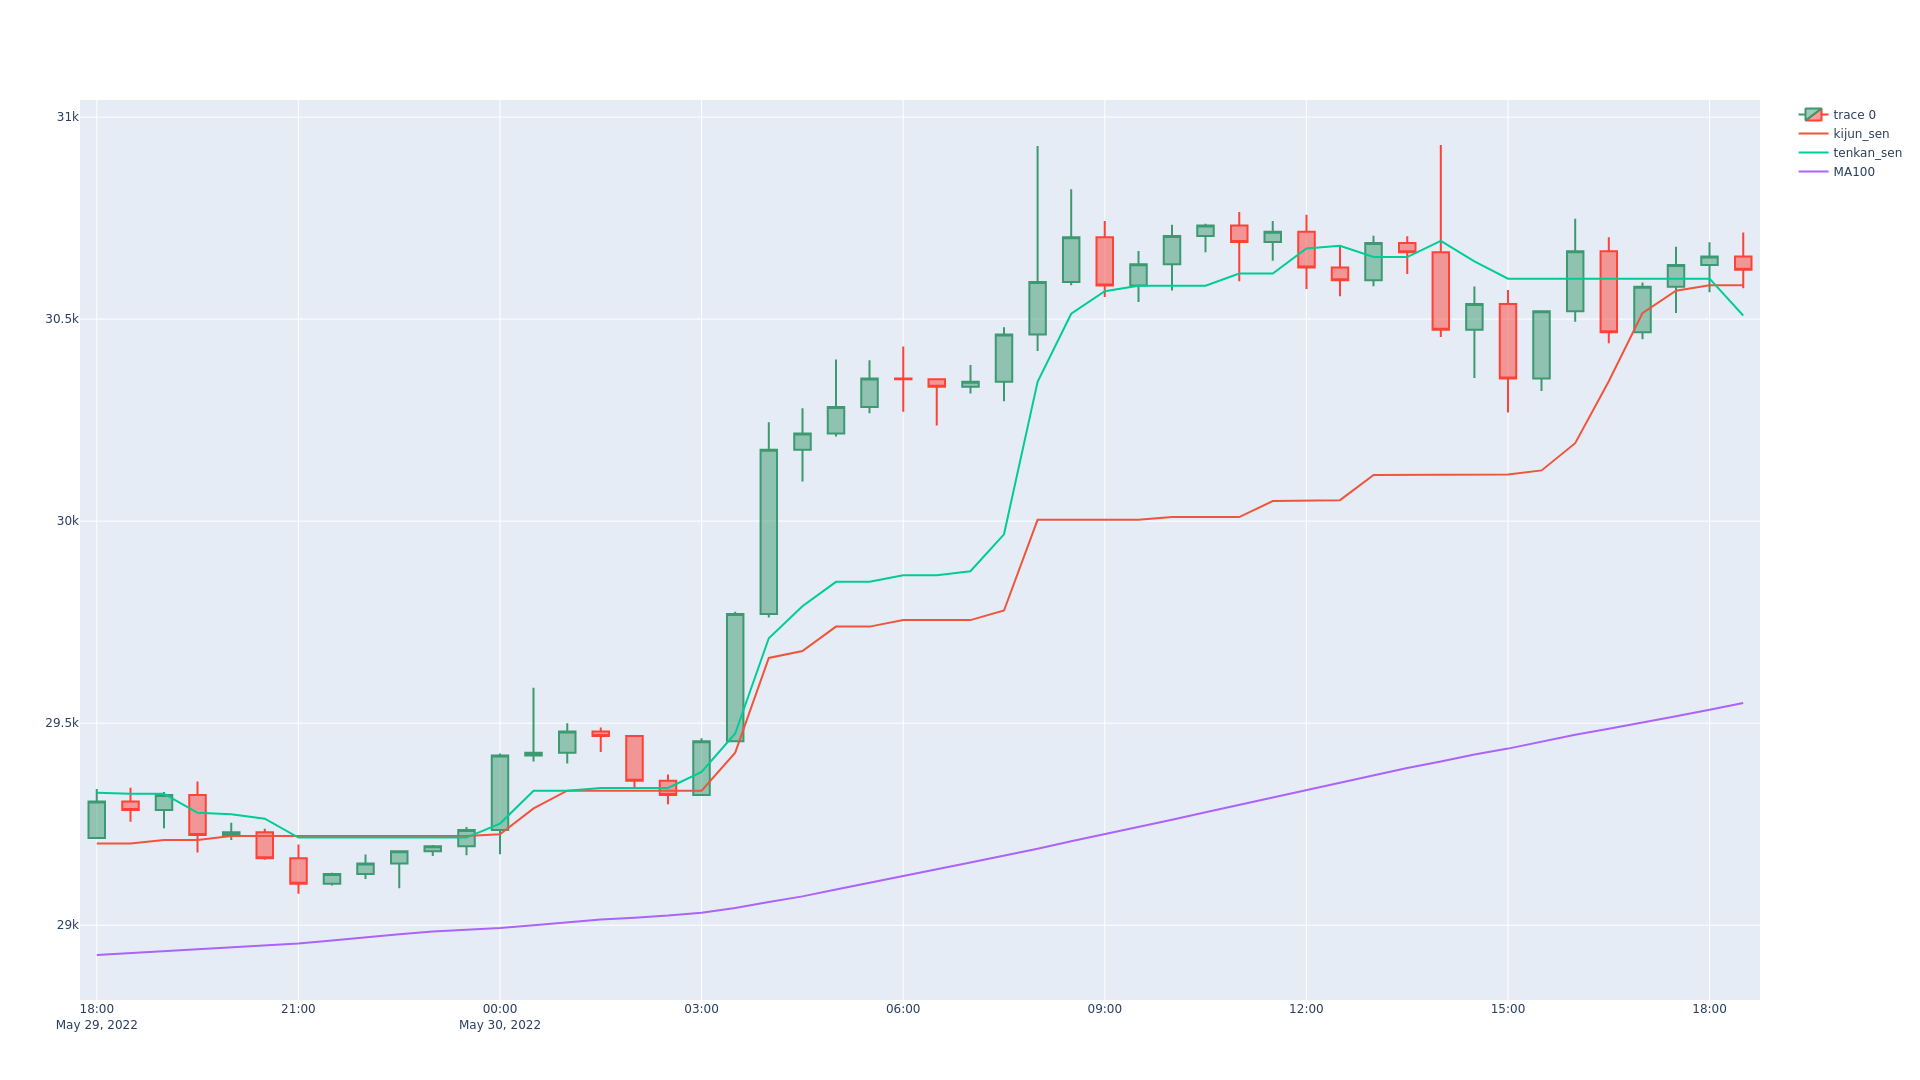 31k
30.5k
30k
29.5k
29k
18:00
May 29, 2022
21:00
00:00
May 30, 2022
03:00
06:00
09:00
12:00
15:00
18:00
trace 0
kijun_sen
tenkan_sen
MA100